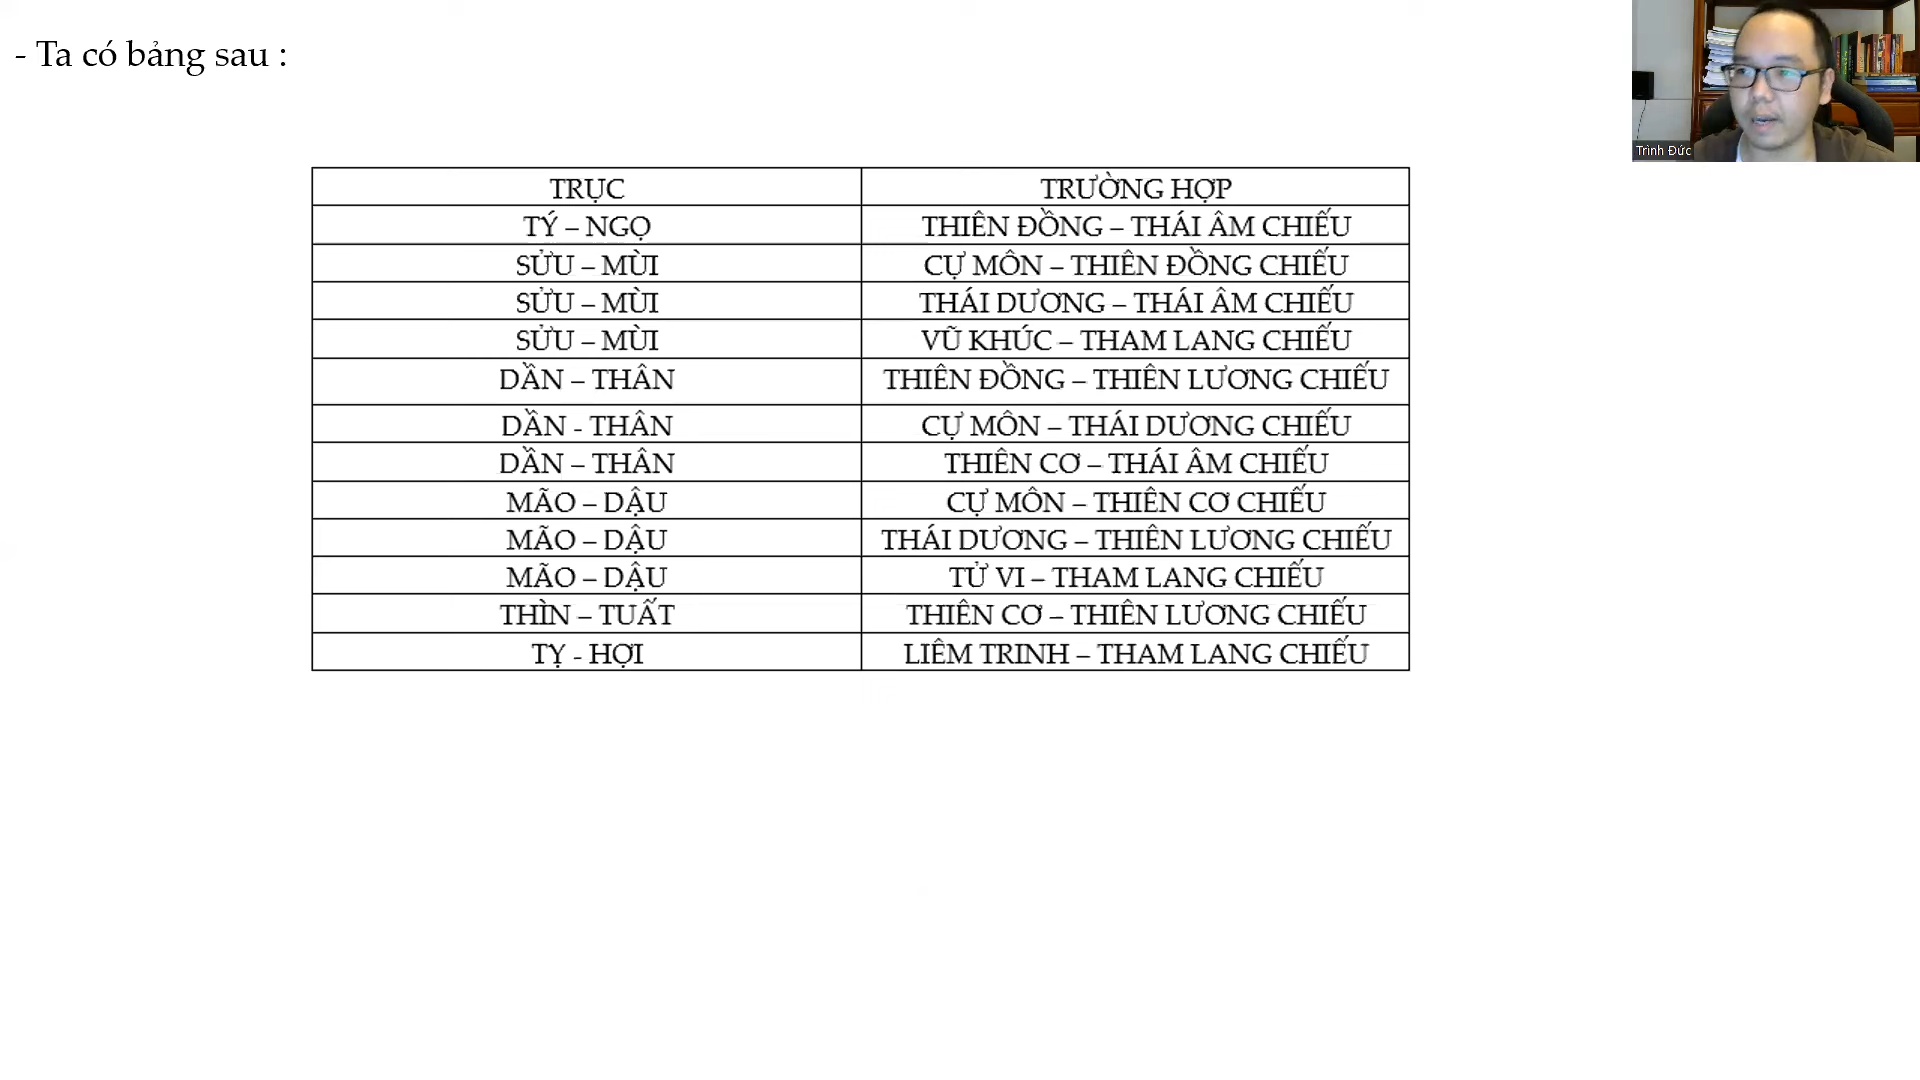 - Ta có bảng sau :
Trình Đức
TRỤC TRƯỜNG HỢP
TÝ – NGỌ THIÊN ĐỒNG – THÁI ÂM CHIẾU
SỬU – MÙI CỰ MÔN – THIÊN ĐỒNG CHIẾU
SỬU – MÙI THÁI DƯƠNG – THÁI ÂM CHIẾU
SỬU – MÙI VŨ KHÚC – THAM LANG CHIẾU
DẦN – THÂN THIÊN ĐỒNG – THIÊN LƯƠNG CHIẾU
DẦN - THÂN CỰ MÔN – THÁI DƯƠNG CHIẾU
DẦN – THÂN THIÊN CƠ – THÁI ÂM CHIẾU
MÃO – DẬU CỰ MÔN – THIÊN CƠ CHIẾU
MÃO – DẬU THÁI DƯƠNG – THIÊN LƯƠNG CHIẾU
MÃO – DẬU TỬ VI – THAM LANG CHIẾU
THÌN – TUẤT THIÊN CƠ – THIÊN LƯƠNG CHIẾU
TỴ - HỢI LIÊM TRINH – THAM LANG CHIẾU